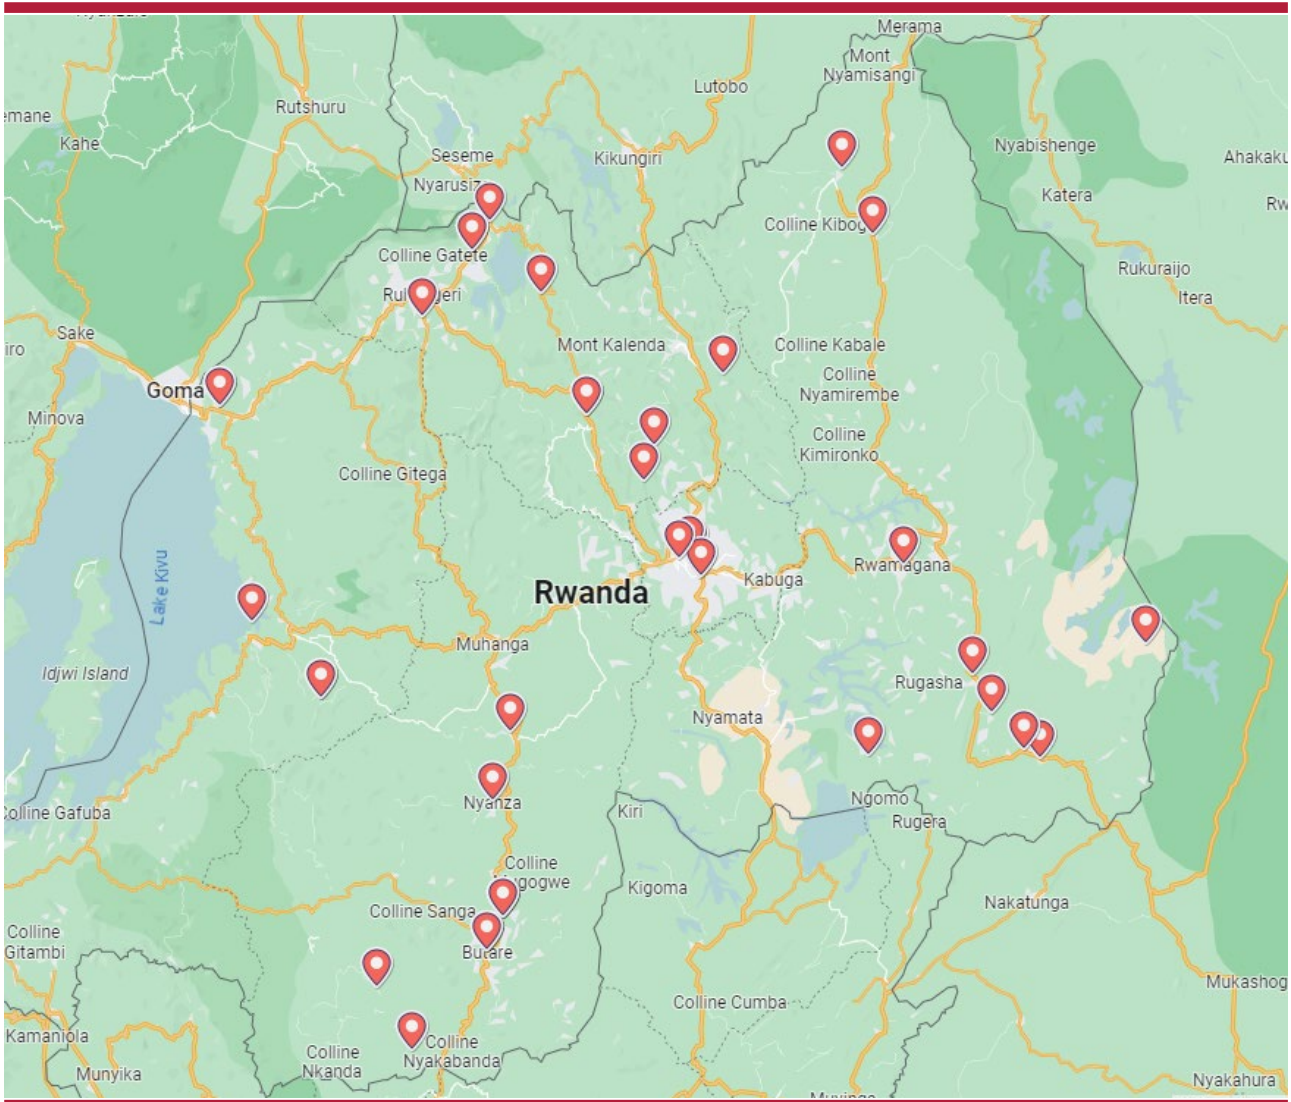 Merama
Mont
Nyamisangi
Lutobo
Rutshuru
emane
Kahe
Seseme
Kikungiri
Nyabishenge
Ahakaku
Nyarusiz
Katera
Rw
Colline Kibog
Colline Gatete
Rukuraijo
Itera
Sake
iro
Mont Kalenda
Colline Kabale
Colline
Nyamirembe
Goma
Minova
Colline
Kimironko
Colline Gitega
Rwamagana
Kabuga
Rwanda
Lake Kivu
Muhanga
Idjwi Island
Rugasha
Nyamata
Nyanza
Ngomo
Rugera
Kiri
Colline Gafuba
Colline
gogwe
Kigoma
Colline Sanga
Nakatunga
Colline
Gitambi
Butare
Mukashog
Colline Cumba
Kamaniola
Colline
Nyakabanda
Colline
Nkanda
Munyika
Nyakahura